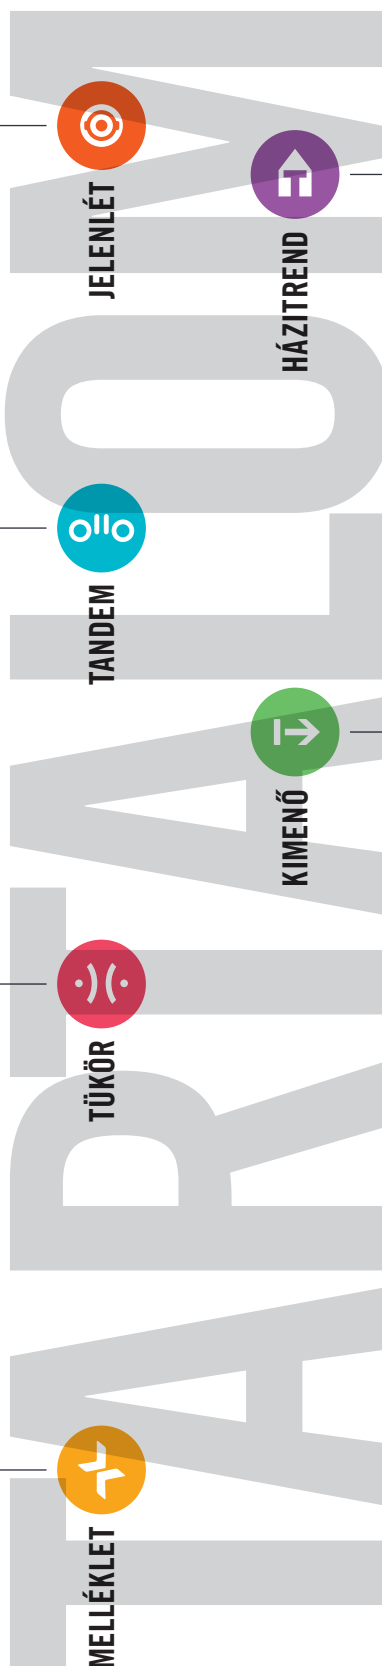 TARTALOM
MELLÉKLET
TÜKÖR
TANDEM
JELENLÉT
KIMENŐ
HÁZITREND